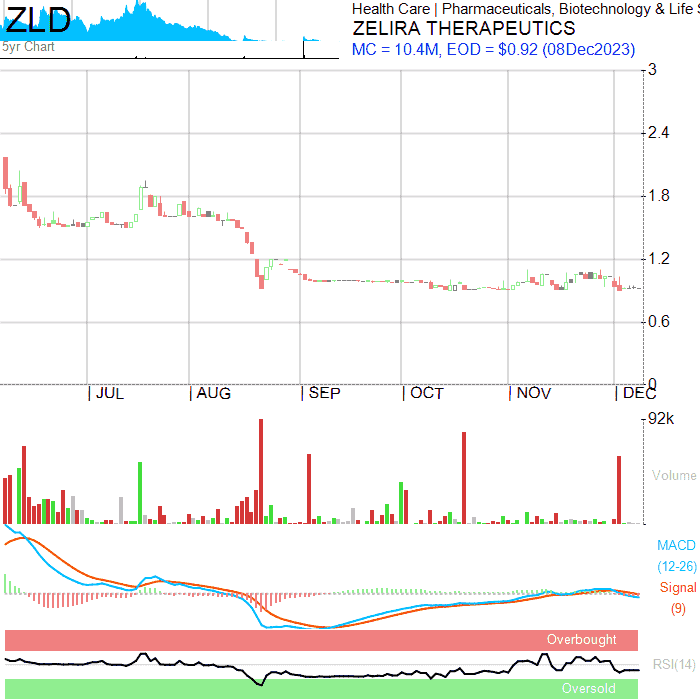 ZLD
5yr Chart
Health Care | Pharmaceuticals, Biotechnology & Life S
ZELIRA THERAPEUTICS
MC = 10.4M, EOD = $0.92 (08Dec2023)
3
2.4
1.8
1.2
0.6
0
JUL
AUG
SEP
OCT
NOV
DEC
92k
Volume
MACD
(12-26)
Signal
(9)
Overbought
RSI(14)
Oversold